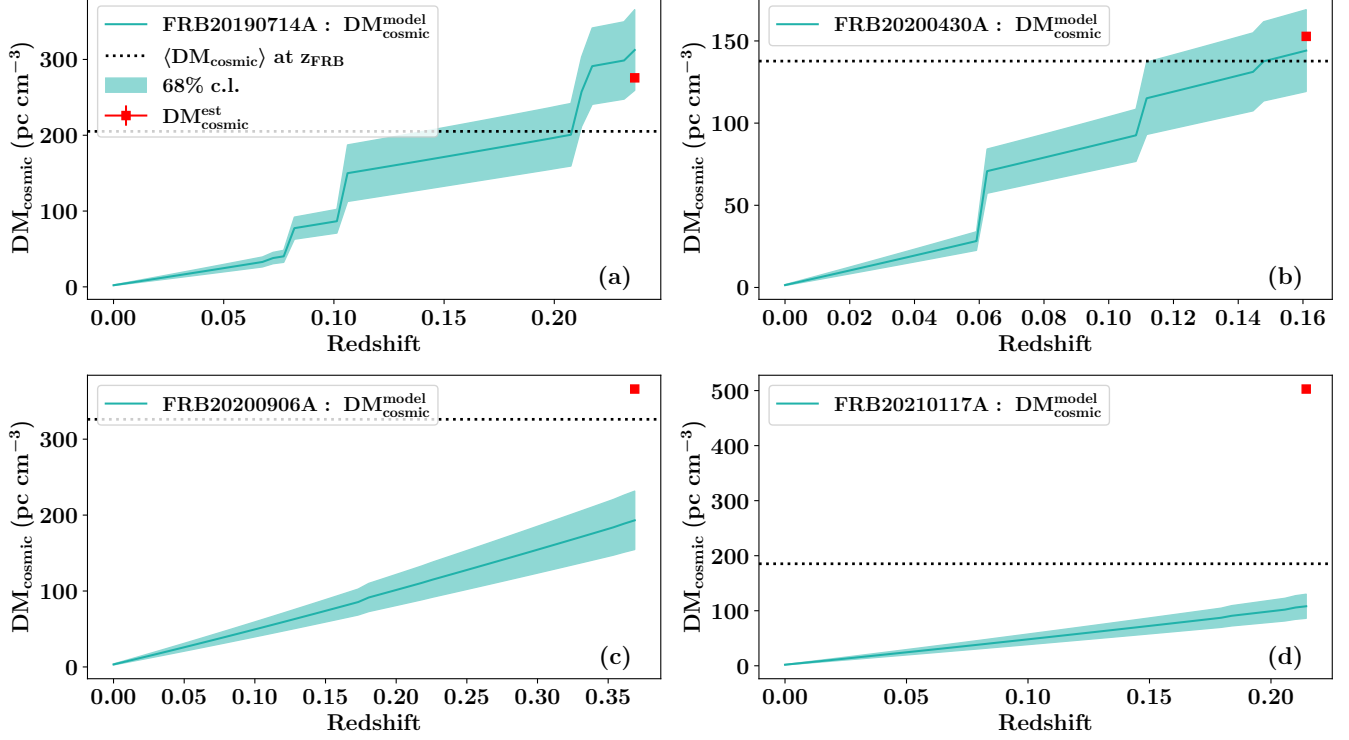 FRB20190714A : DM^model_cosmic
⟨DM_cosmic⟩ at z_FRB
68% c.l.
DM^est_cosmic
DM_cosmic (pc cm⁻³)
300
200
100
0
0.00 0.05 0.10 0.15 0.20
Redshift
(a)
FRB20200430A : DM^model_cosmic
DM_cosmic (pc cm⁻³)
150
100
50
0
0.00 0.02 0.04 0.06 0.08 0.10 0.12 0.14 0.16
Redshift
(b)
FRB20200906A : DM^model_cosmic
DM_cosmic (pc cm⁻³)
300
200
100
0
0.00 0.05 0.10 0.15 0.20 0.25 0.30 0.35
Redshift
(c)
FRB20210117A : DM^model_cosmic
DM_cosmic (pc cm⁻³)
500
400
300
200
100
0
0.00 0.05 0.10 0.15 0.20
Redshift
(d)